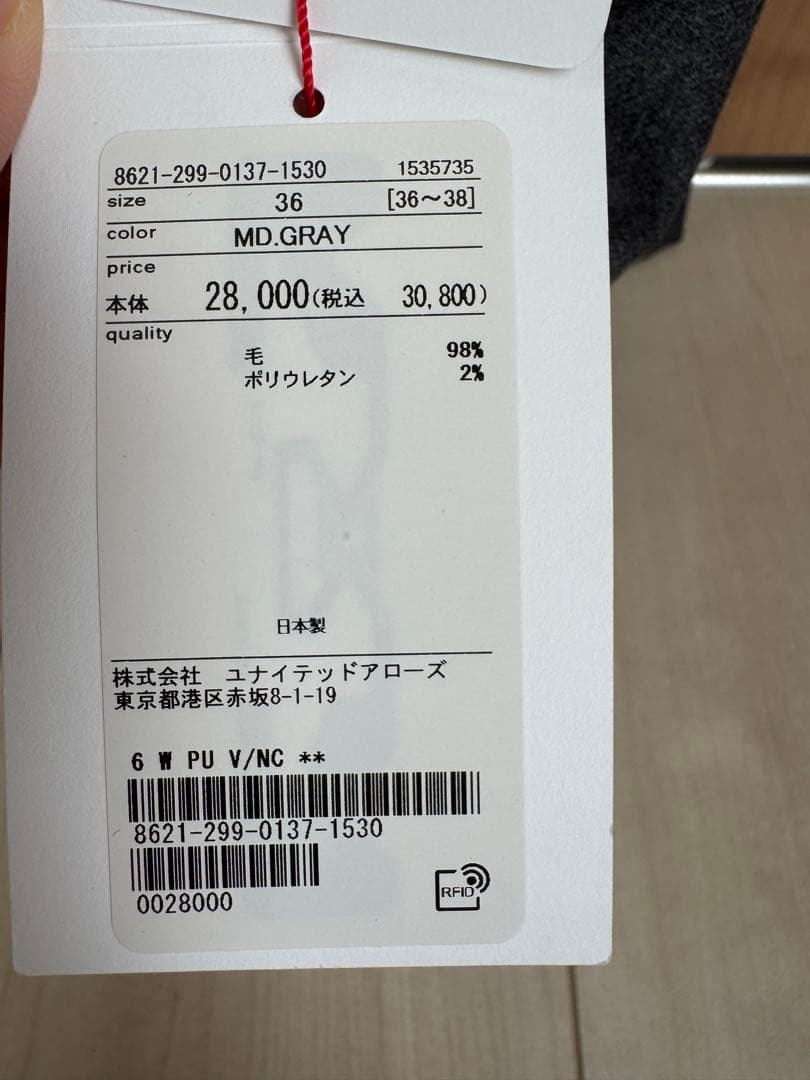 8621-299-0137-1530 1535735
size 36 [36〜38]
color MD.GRAY
price
本体 28,000(税込 30,800)
quality
毛 98%
ポリウレタン 2%
日本製
株式会社 ユナイテッドアローズ
東京都港区赤坂8-1-19
6 W PU V/NC **
8621-299-0137-1530
0028000
RFID